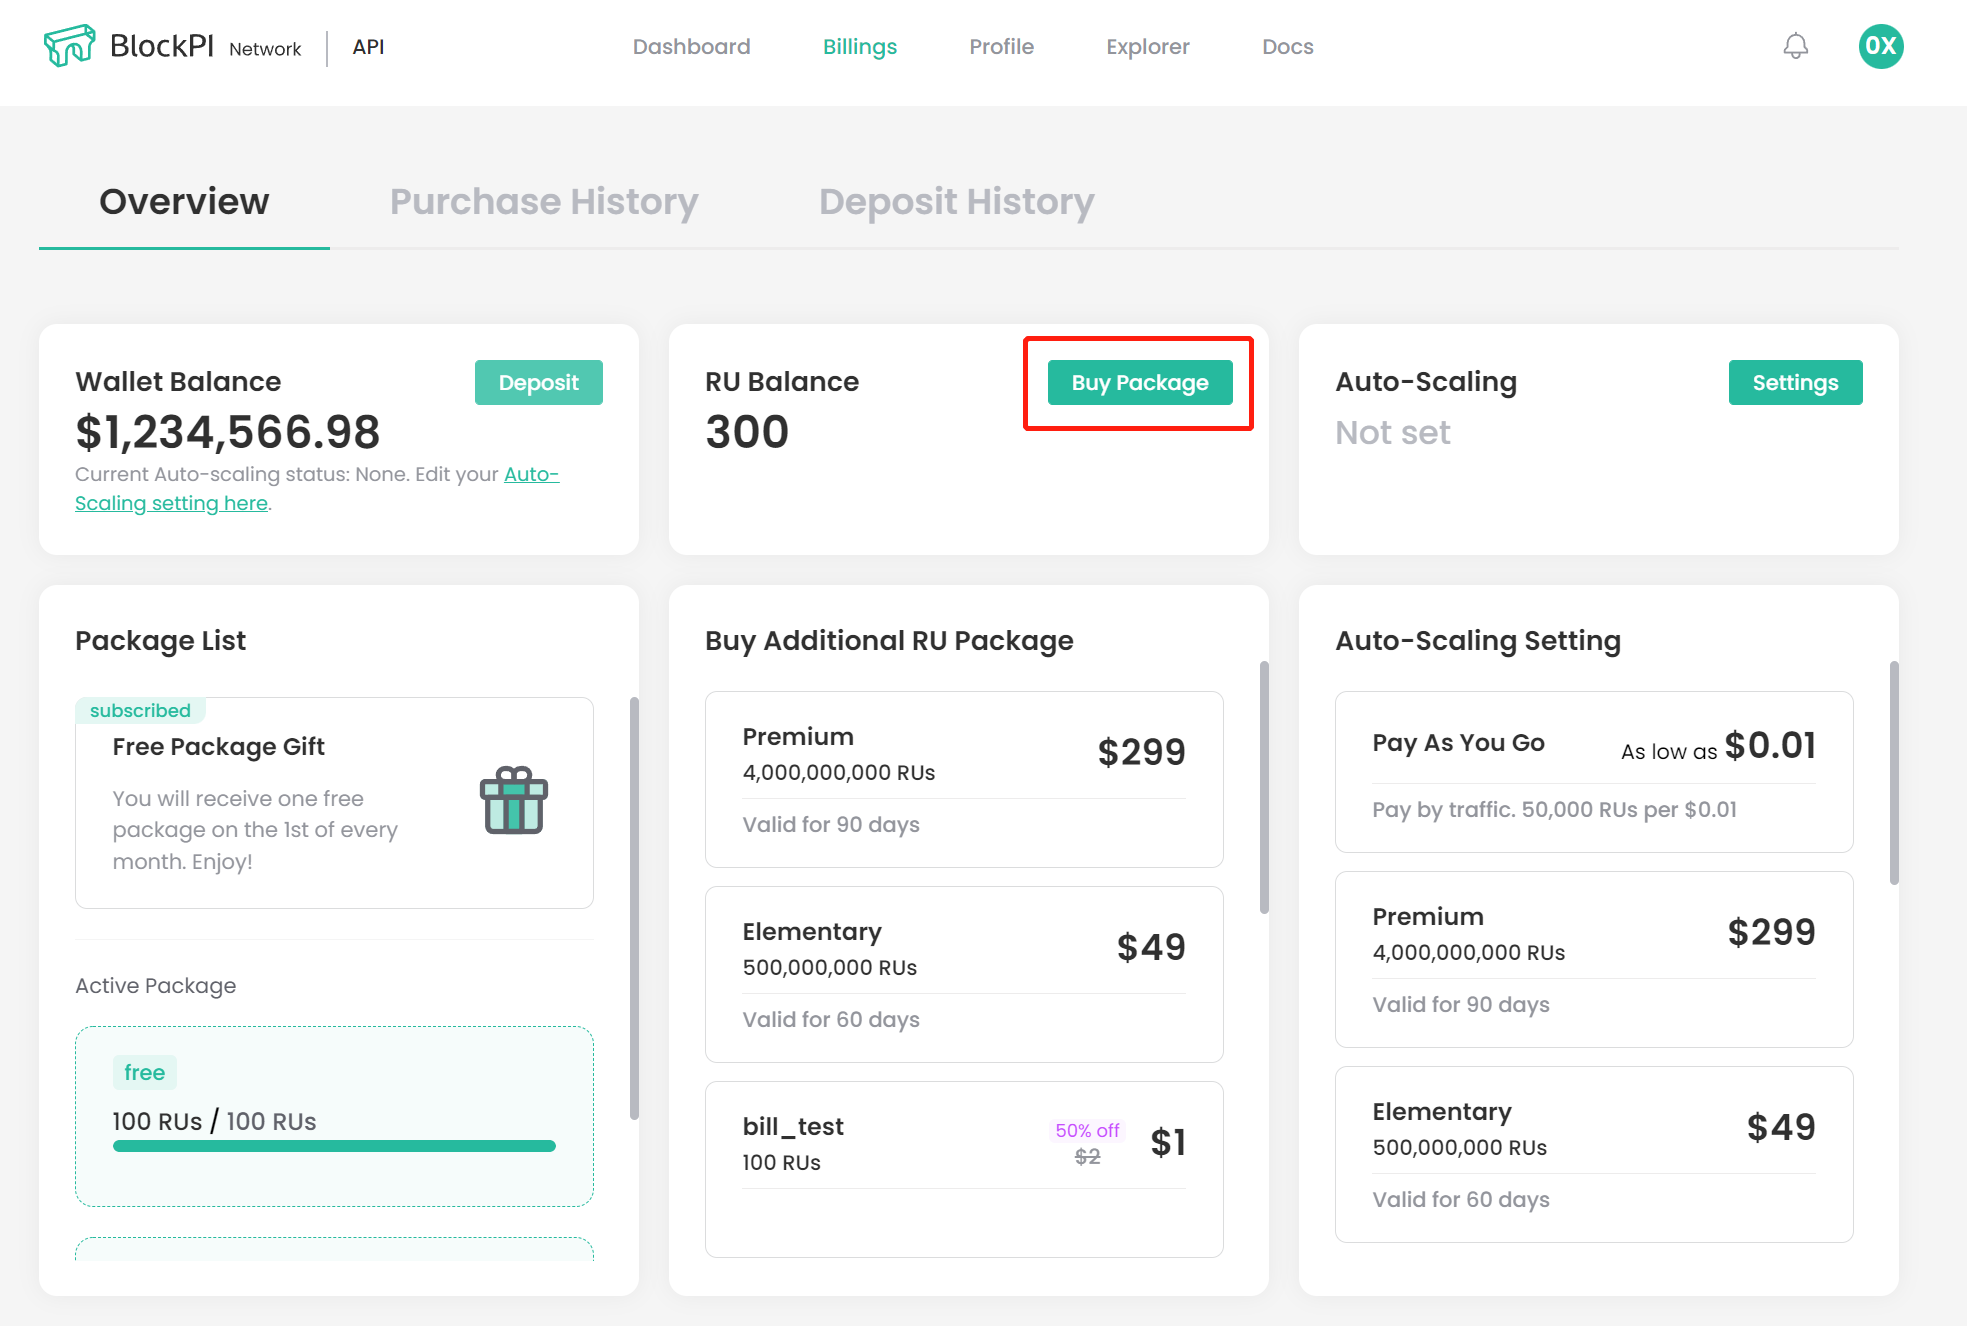 BlockPI Network API
Dashboard
Billings
Profile
Explorer
Docs
0X
Overview
Purchase History
Deposit History
Wallet Balance
Deposit
$1,234,566.98
Current Auto-scaling status: None. Edit your Auto-
Scaling setting here.
RU Balance
Buy Package
300
Auto-Scaling
Settings
Not set
Package List
subscribed
Free Package Gift
You will receive one free
package on the 1st of every
month. Enjoy!
Active Package
free
100 RUs / 100 RUs
Buy Additional RU Package
Premium
$299
4,000,000,000 RUs
Valid for 90 days
Elementary
$49
500,000,000 RUs
Valid for 60 days
bill_test
50% off
$2
$1
100 RUs
Auto-Scaling Setting
Pay As You Go
As low as $0.01
Pay by traffic. 50,000 RUs per $0.01
Premium
$299
4,000,000,000 RUs
Valid for 90 days
Elementary
$49
500,000,000 RUs
Valid for 60 days